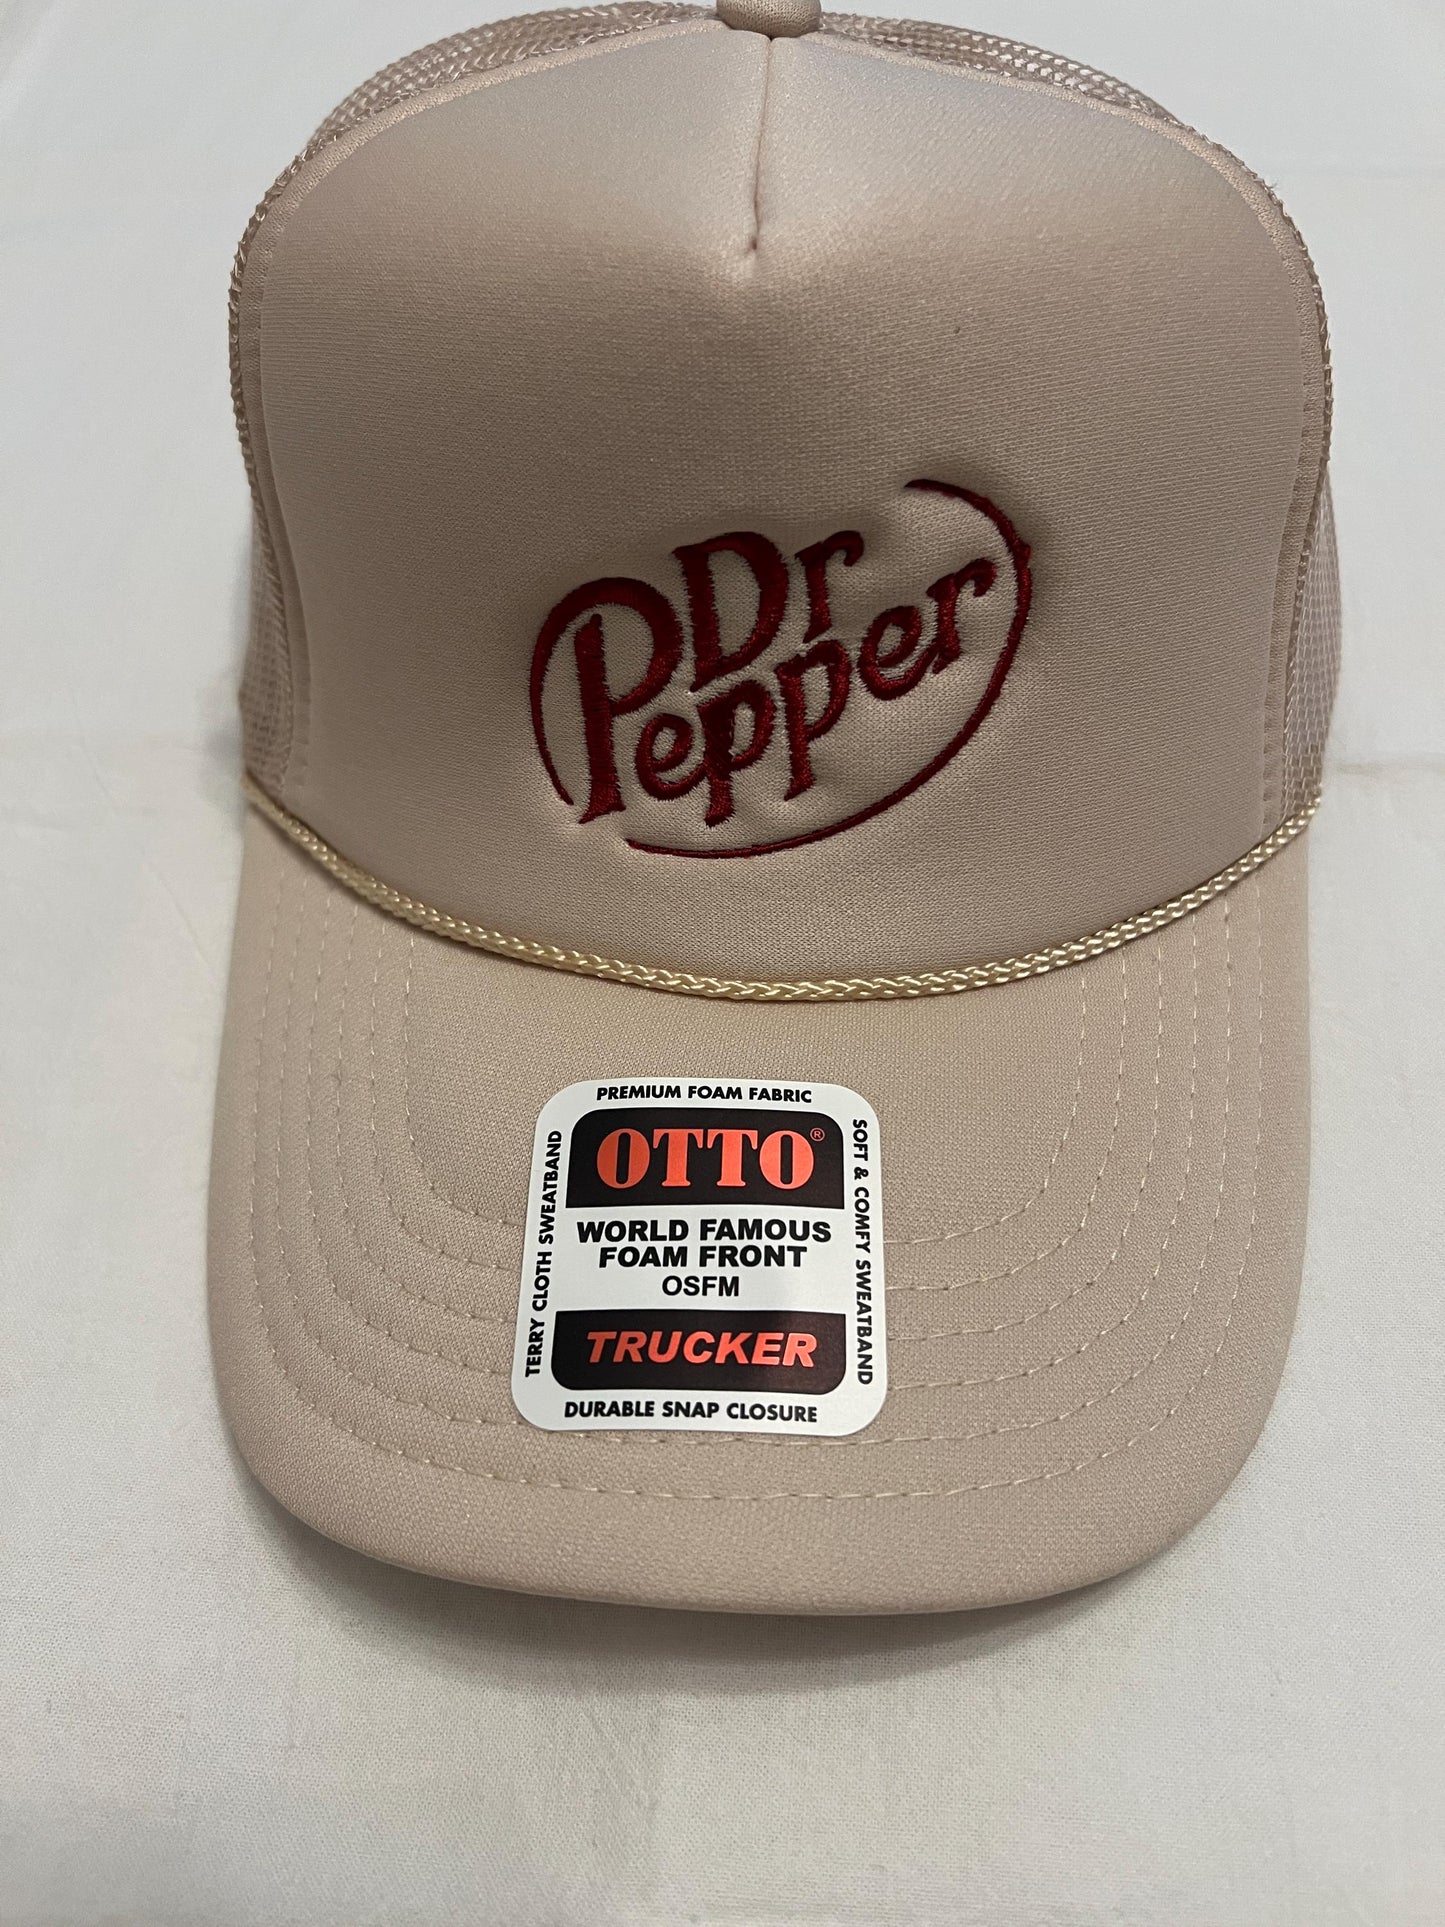 Dr
Pepper
PREMIUM FOAM FABRIC
OTTO®
WORLD FAMOUS
FOAM FRONT
OSFM
TRUCKER
DURABLE SNAP CLOSURE
TERRY CLOTH SWEATBAND
SOFT & COMFY SWEATBAND